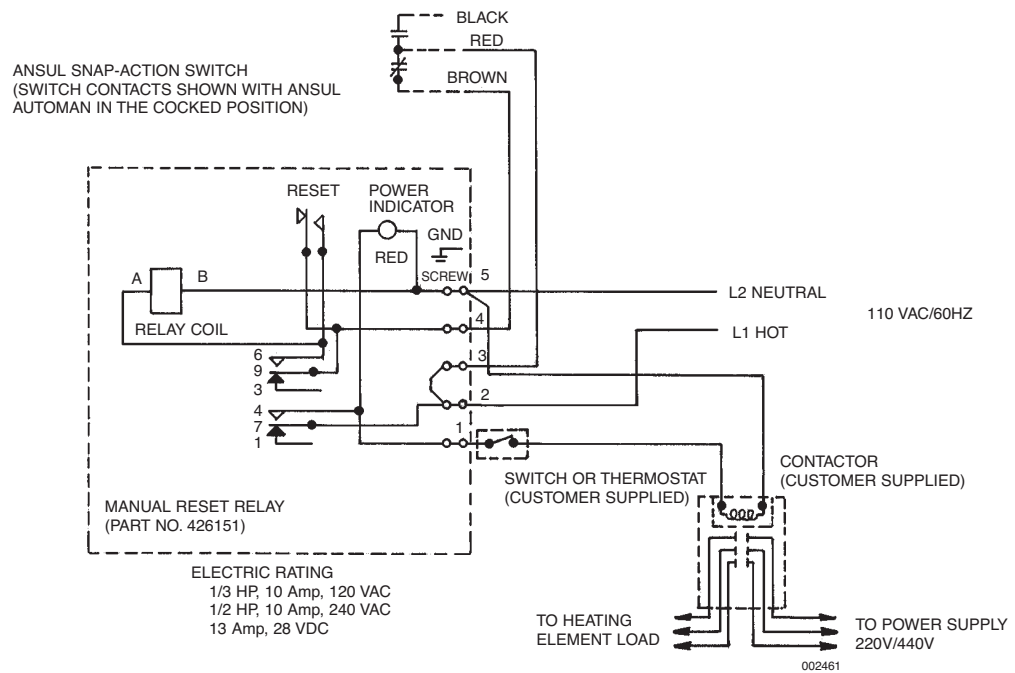 BLACK
RED
BROWN
ANSUL SNAP-ACTION SWITCH
(SWITCH CONTACTS SHOWN WITH ANSUL
AUTOMAN IN THE COCKED POSITION)
RESET
POWER
INDICATOR
RED
GND
SCREW
5
A
B
RELAY COIL
4
3
2
1
6
9
3
4
7
1
L2 NEUTRAL
L1 HOT
110 VAC/60HZ
SWITCH OR THERMOSTAT
(CUSTOMER SUPPLIED)
CONTACTOR
(CUSTOMER SUPPLIED)
MANUAL RESET RELAY
(PART NO. 426151)
ELECTRIC RATING
1/3 HP, 10 Amp, 120 VAC
1/2 HP, 10 Amp, 240 VAC
13 Amp, 28 VDC
TO HEATING
ELEMENT LOAD
TO POWER SUPPLY
220V/440V
002461